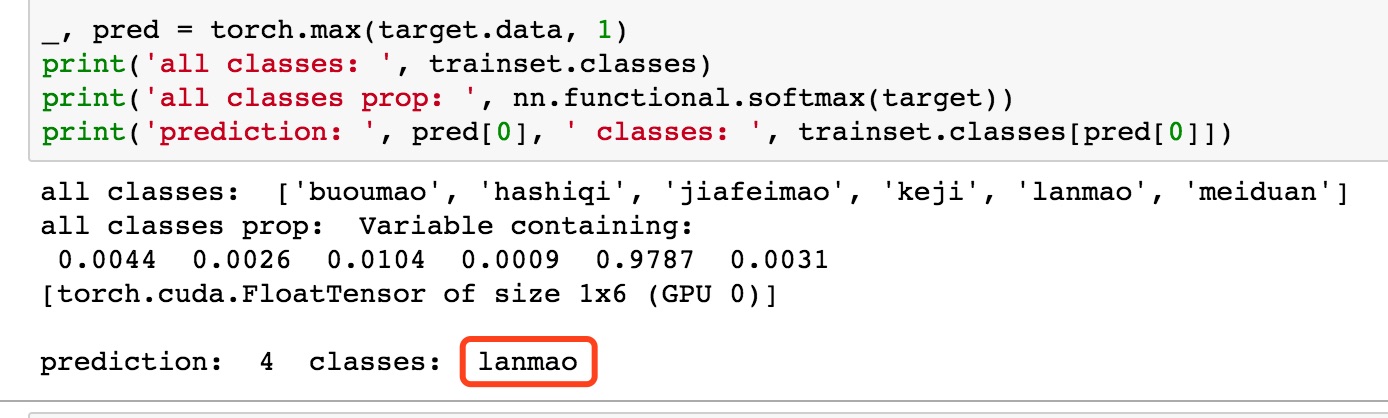 _, pred = torch.max(target.data, 1)
print('all classes: ', trainset.classes)
print('all classes prop: ', nn.functional.softmax(target))
print('prediction: ', pred[0], ' classes: ', trainset.classes[pred[0]])
all classes:  ['buoumao', 'hashiqi', 'jiafeimao', 'keji', 'lanmao', 'meiduan']
all classes prop:  Variable containing:
 0.0044  0.0026  0.0104  0.0009  0.9787  0.0031
[torch.cuda.FloatTensor of size 1x6 (GPU 0)]
prediction:  4  classes:  lanmao